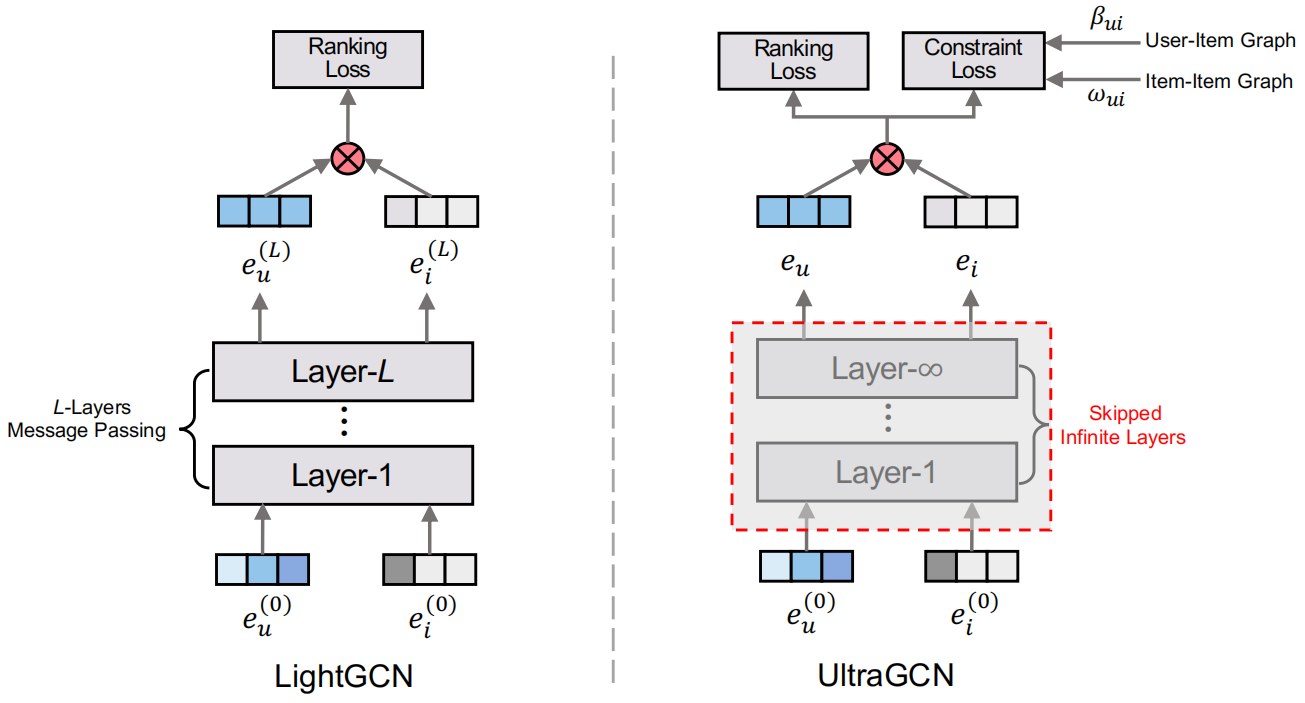 Ranking
Loss
e_u^{(L)}
e_i^{(L)}
Layer-L
⋮
L-Layers
Message Passing
Layer-1
e_u^{(0)}
e_i^{(0)}
LightGCN
Ranking
Loss
Constraint
Loss
β_{ui}
User-Item Graph
Item-Item Graph
ω_{ui}
e_u
e_i
Layer-∞
⋮
Skipped
Infinite Layers
Layer-1
e_u^{(0)}
e_i^{(0)}
UltraGCN